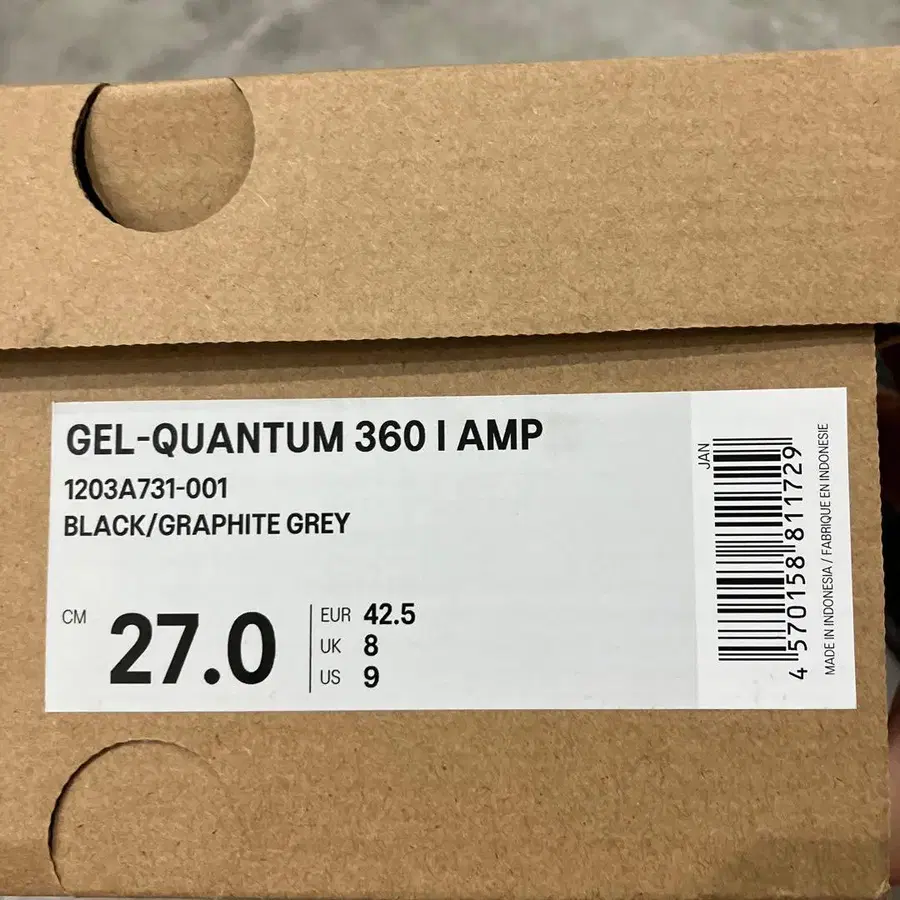 GEL-QUANTUM 360 I AMP
1203A731-001
BLACK/GRAPHITE GREY
CM 27.0
EUR 42.5
UK 8
US 9
JAN
4 570158 811729
MADE IN INDONESIA / FABRIQUE EN INDONESIE